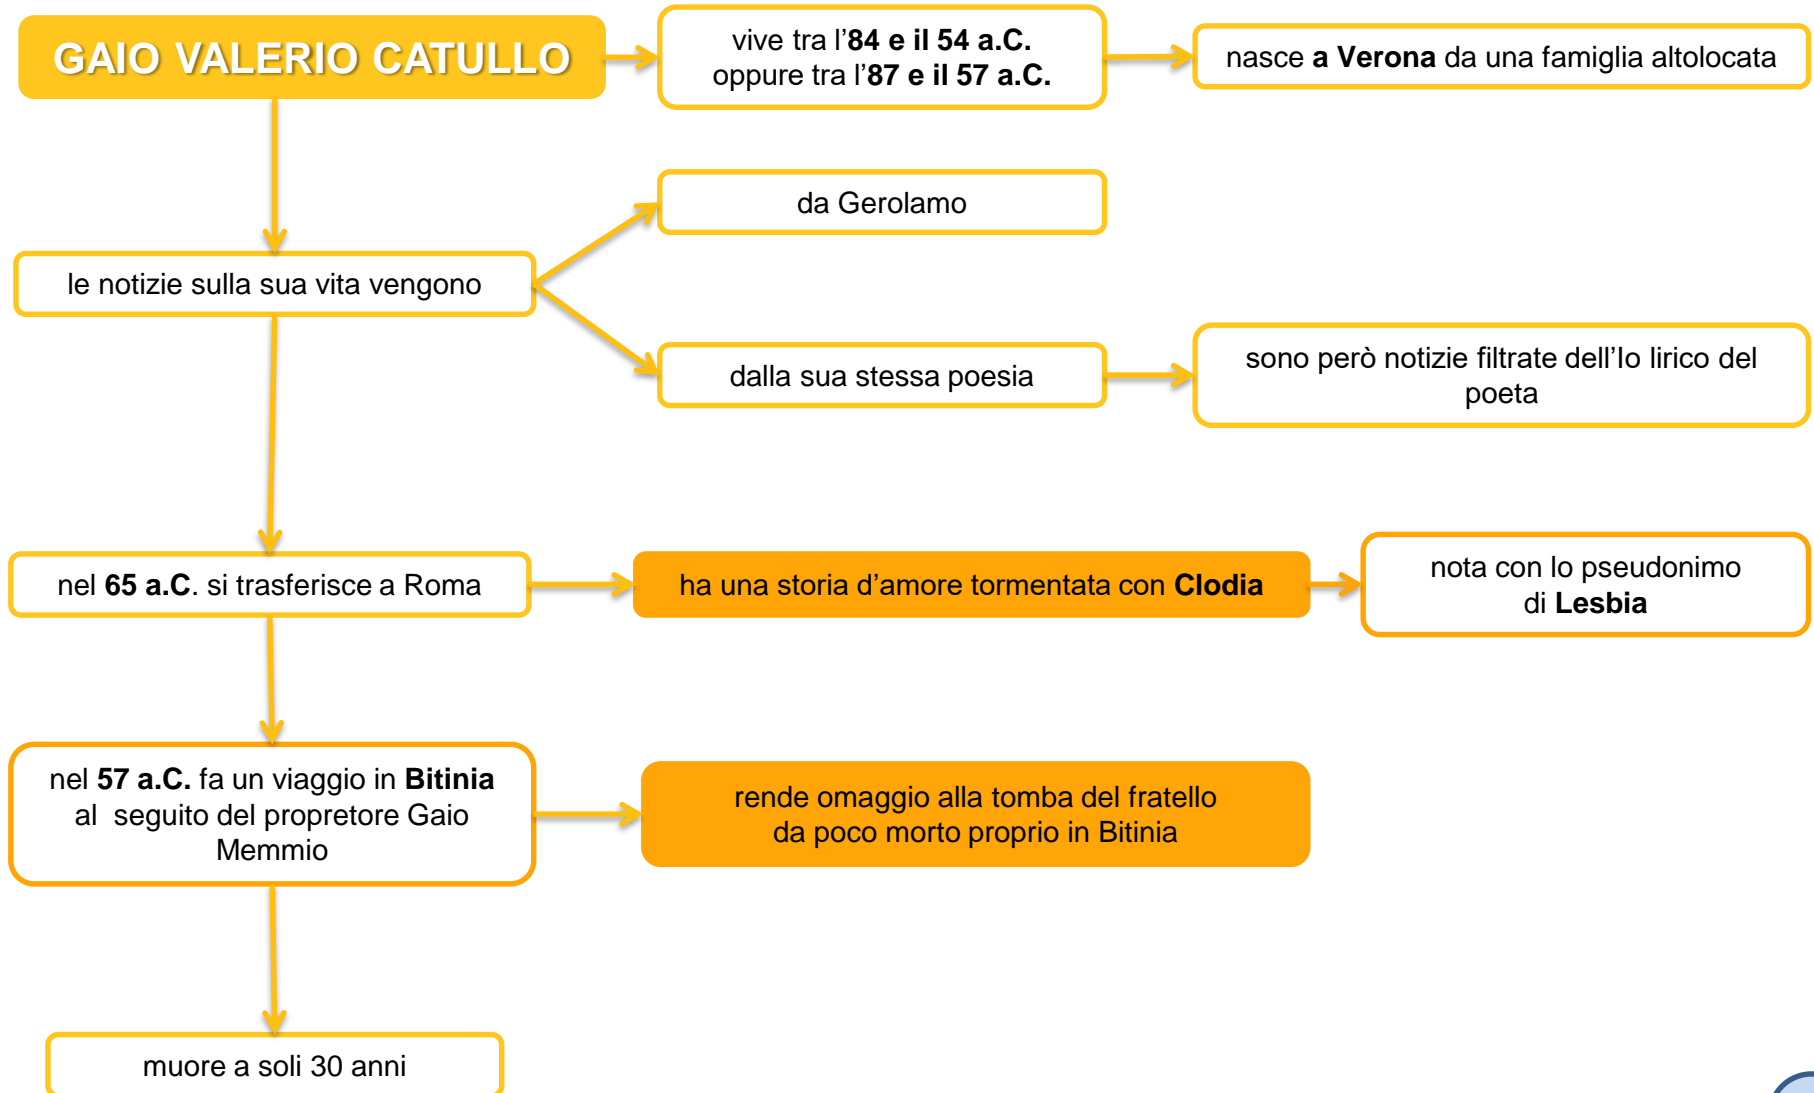 GAIO VALERIO CATULLO
vive tra l’84 e il 54 a.C.
oppure tra l’87 e il 57 a.C.
nasce a Verona da una famiglia altolocata
le notizie sulla sua vita vengono
da Gerolamo
dalla sua stessa poesia
sono però notizie filtrate dell’Io lirico del
poeta
nel 65 a.C. si trasferisce a Roma
ha una storia d’amore tormentata con Clodia
nota con lo pseudonimo
di Lesbia
nel 57 a.C. fa un viaggio in Bitinia
al  seguito del propretore Gaio
Memmio
rende omaggio alla tomba del fratello
da poco morto proprio in Bitinia
muore a soli 30 anni